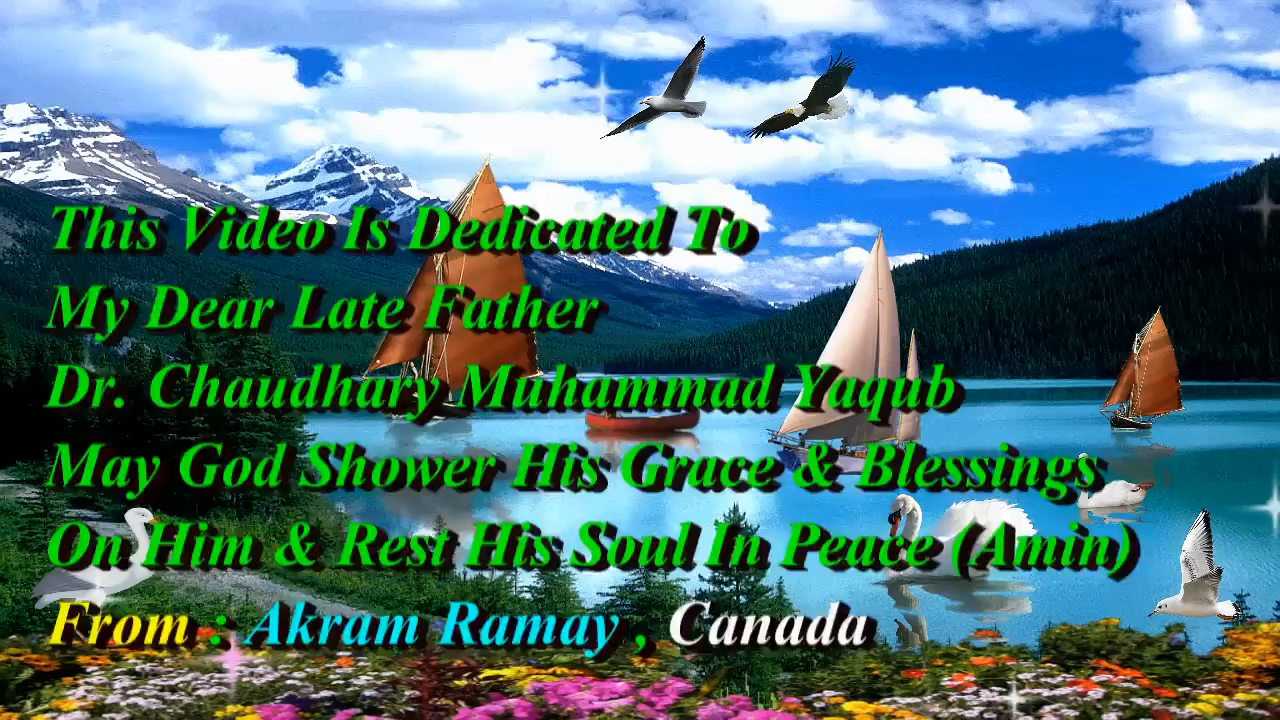 This Video Is Dedicated To
My Dear Late Father
Dr. Chaudhary Muhammad Yaqub
May God Shower His Grace & Blessings
On Him & Rest His Soul In Peace (Amin)
From : Akram Ramay , Canada